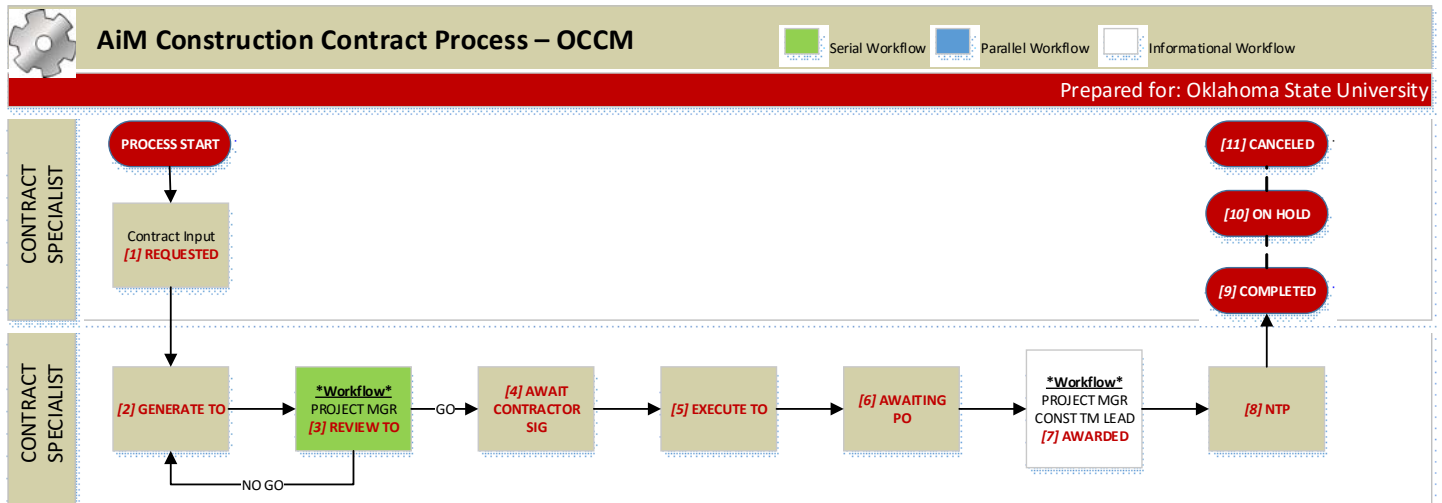 AiM Construction Contract Process – OCCM
Serial Workflow
Parallel Workflow
Informational Workflow
Prepared for: Oklahoma State University
CONTRACT
SPECIALIST
PROCESS START
Contract Input
[1] REQUESTED
[11] CANCELED
[10] ON HOLD
[9] COMPLETED
CONTRACT
SPECIALIST
[2] GENERATE TO
*Workflow*
PROJECT MGR
[3] REVIEW TO
GO
NO GO
[4] AWAIT
CONTRACTOR
SIG
[5] EXECUTE TO
[6] AWAITING
PO
*Workflow*
PROJECT MGR
CONST TM LEAD
[7] AWARDED
[8] NTP